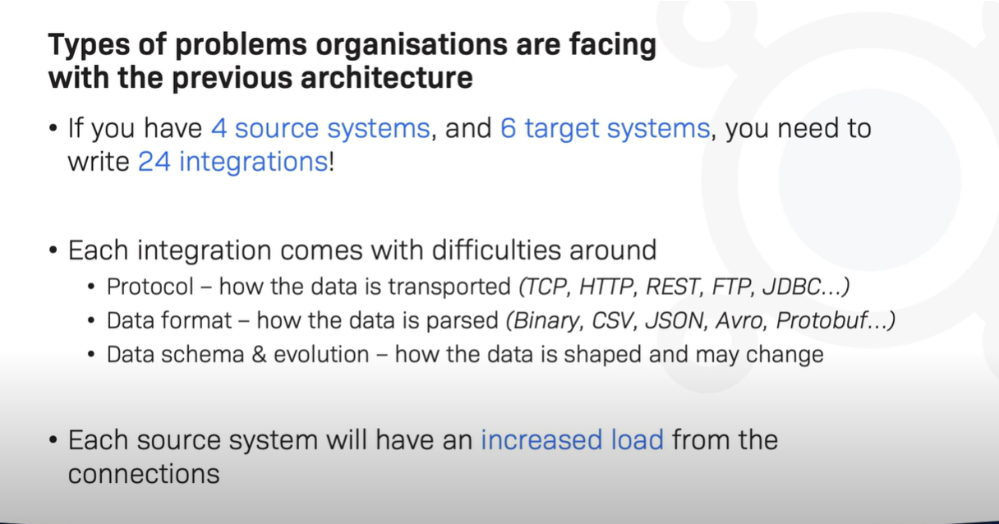 Types of problems organisations are facing
with the previous architecture
• If you have 4 source systems, and 6 target systems, you need to
write 24 integrations!
• Each integration comes with difficulties around
• Protocol – how the data is transported (TCP, HTTP, REST, FTP, JDBC…)
• Data format – how the data is parsed (Binary, CSV, JSON, Avro, Protobuf…)
• Data schema & evolution – how the data is shaped and may change
• Each source system will have an increased load from the
connections